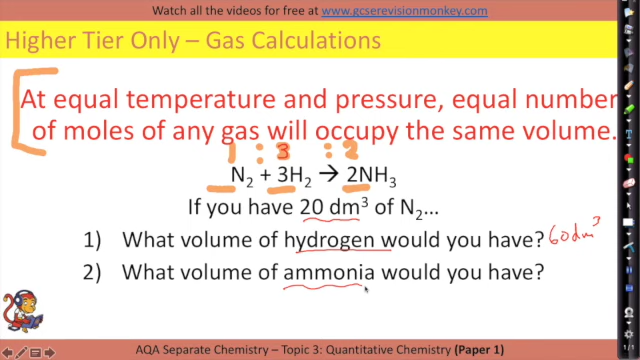 Watch all the videos for free at www.gcserevisionmonkey.com
Higher Tier Only – Gas Calculations
At equal temperature and pressure, equal number
of moles of any gas will occupy the same volume.
1 : 3 : 2
N₂ + 3H₂ → 2NH₃
If you have 20 dm³ of N₂...
1) What volume of hydrogen would you have? 60dm³
2) What volume of ammonia would you have?
AQA Separate Chemistry – Topic 3: Quantitative Chemistry (Paper 1)
1/1